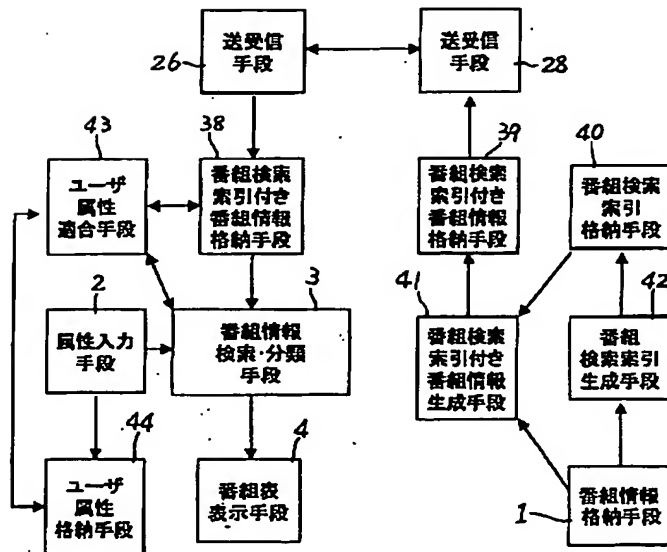 送受信
手段
26
送受信
手段
28
43
ユーザ
属性
適合手段
38
番組検索
索引付き
番組情報
格納手段
39
番組検索
索引付き
番組情報
格納手段
40
番組検索
索引
格納手段
2
属性入力
手段
3
番組情報
検索・分類
手段
41
番組検索
索引付き
番組情報
生成手段
42
番組
検索索引
生成手段
44
ユーザ
属性
格納手段
4
番組表
表示手段
1
番組情報
格納手段